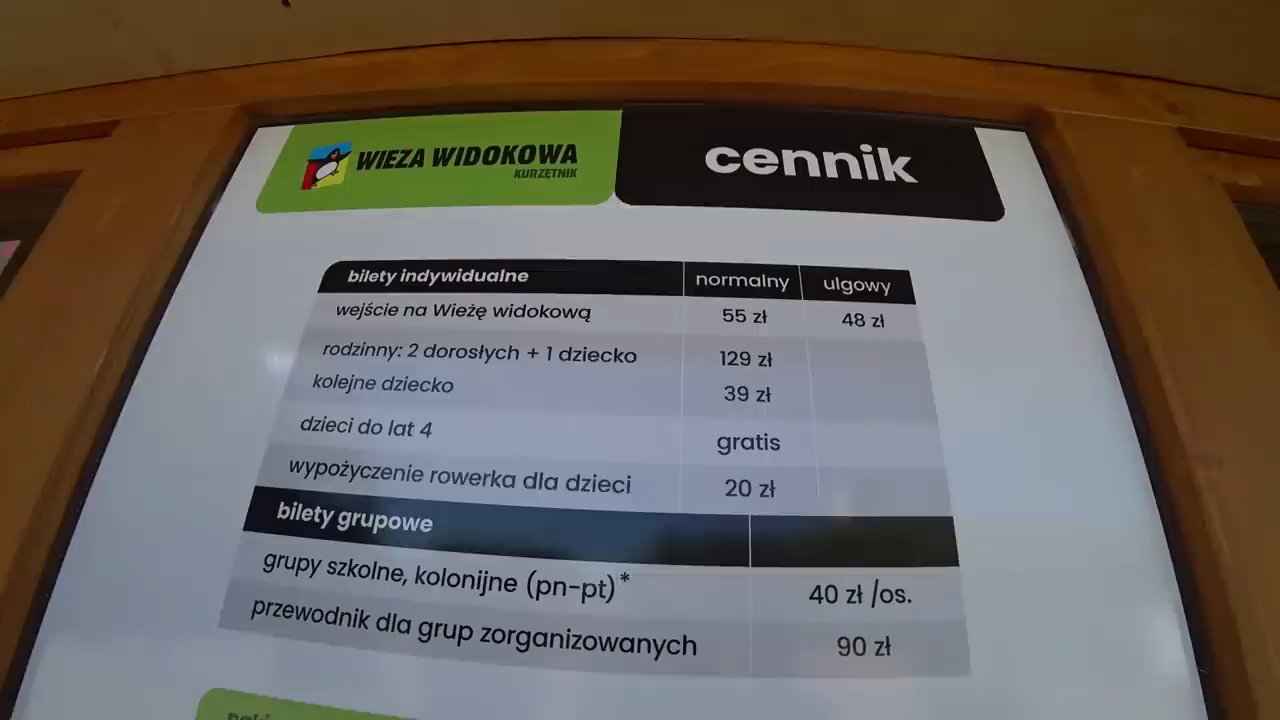 WIEŻA WIDOKOWA
KURZĘTNIK
cennik
bilety indywidualne normalny ulgowy
wejście na Wieżę widokową 55 zł 48 zł
rodzinny: 2 dorosłych + 1 dziecko 129 zł
kolejne dziecko 39 zł
dzieci do lat 4 gratis
wypożyczenie rowerka dla dzieci 20 zł
bilety grupowe
grupy szkolne, kolonijne (pn-pt)* 40 zł /os.
przewodnik dla grup zorganizowanych 90 zł